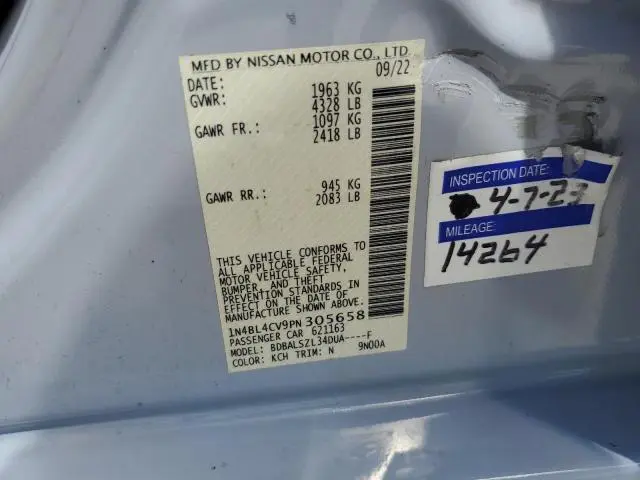 MFD BY NISSAN MOTOR CO., LTD.
DATE: 09/22
GVWR: 1963 KG
4328 LB
GAWR FR.: 1097 KG
2418 LB
GAWR RR.: 945 KG
2083 LB
THIS VEHICLE CONFORMS TO
ALL APPLICABLE FEDERAL
MOTOR VEHICLE SAFETY,
BUMPER, AND THEFT
PREVENTION STANDARDS IN
EFFECT ON THE DATE OF
MANUFACTURE SHOWN ABOVE.
1N4BL4CV9PN305658
PASSENGER CAR 621163
MODEL: BDBALSZL34DUA----F
COLOR: KCH TRIM: N 9N00A
INSPECTION DATE:
4-7-23
MILEAGE:
14264